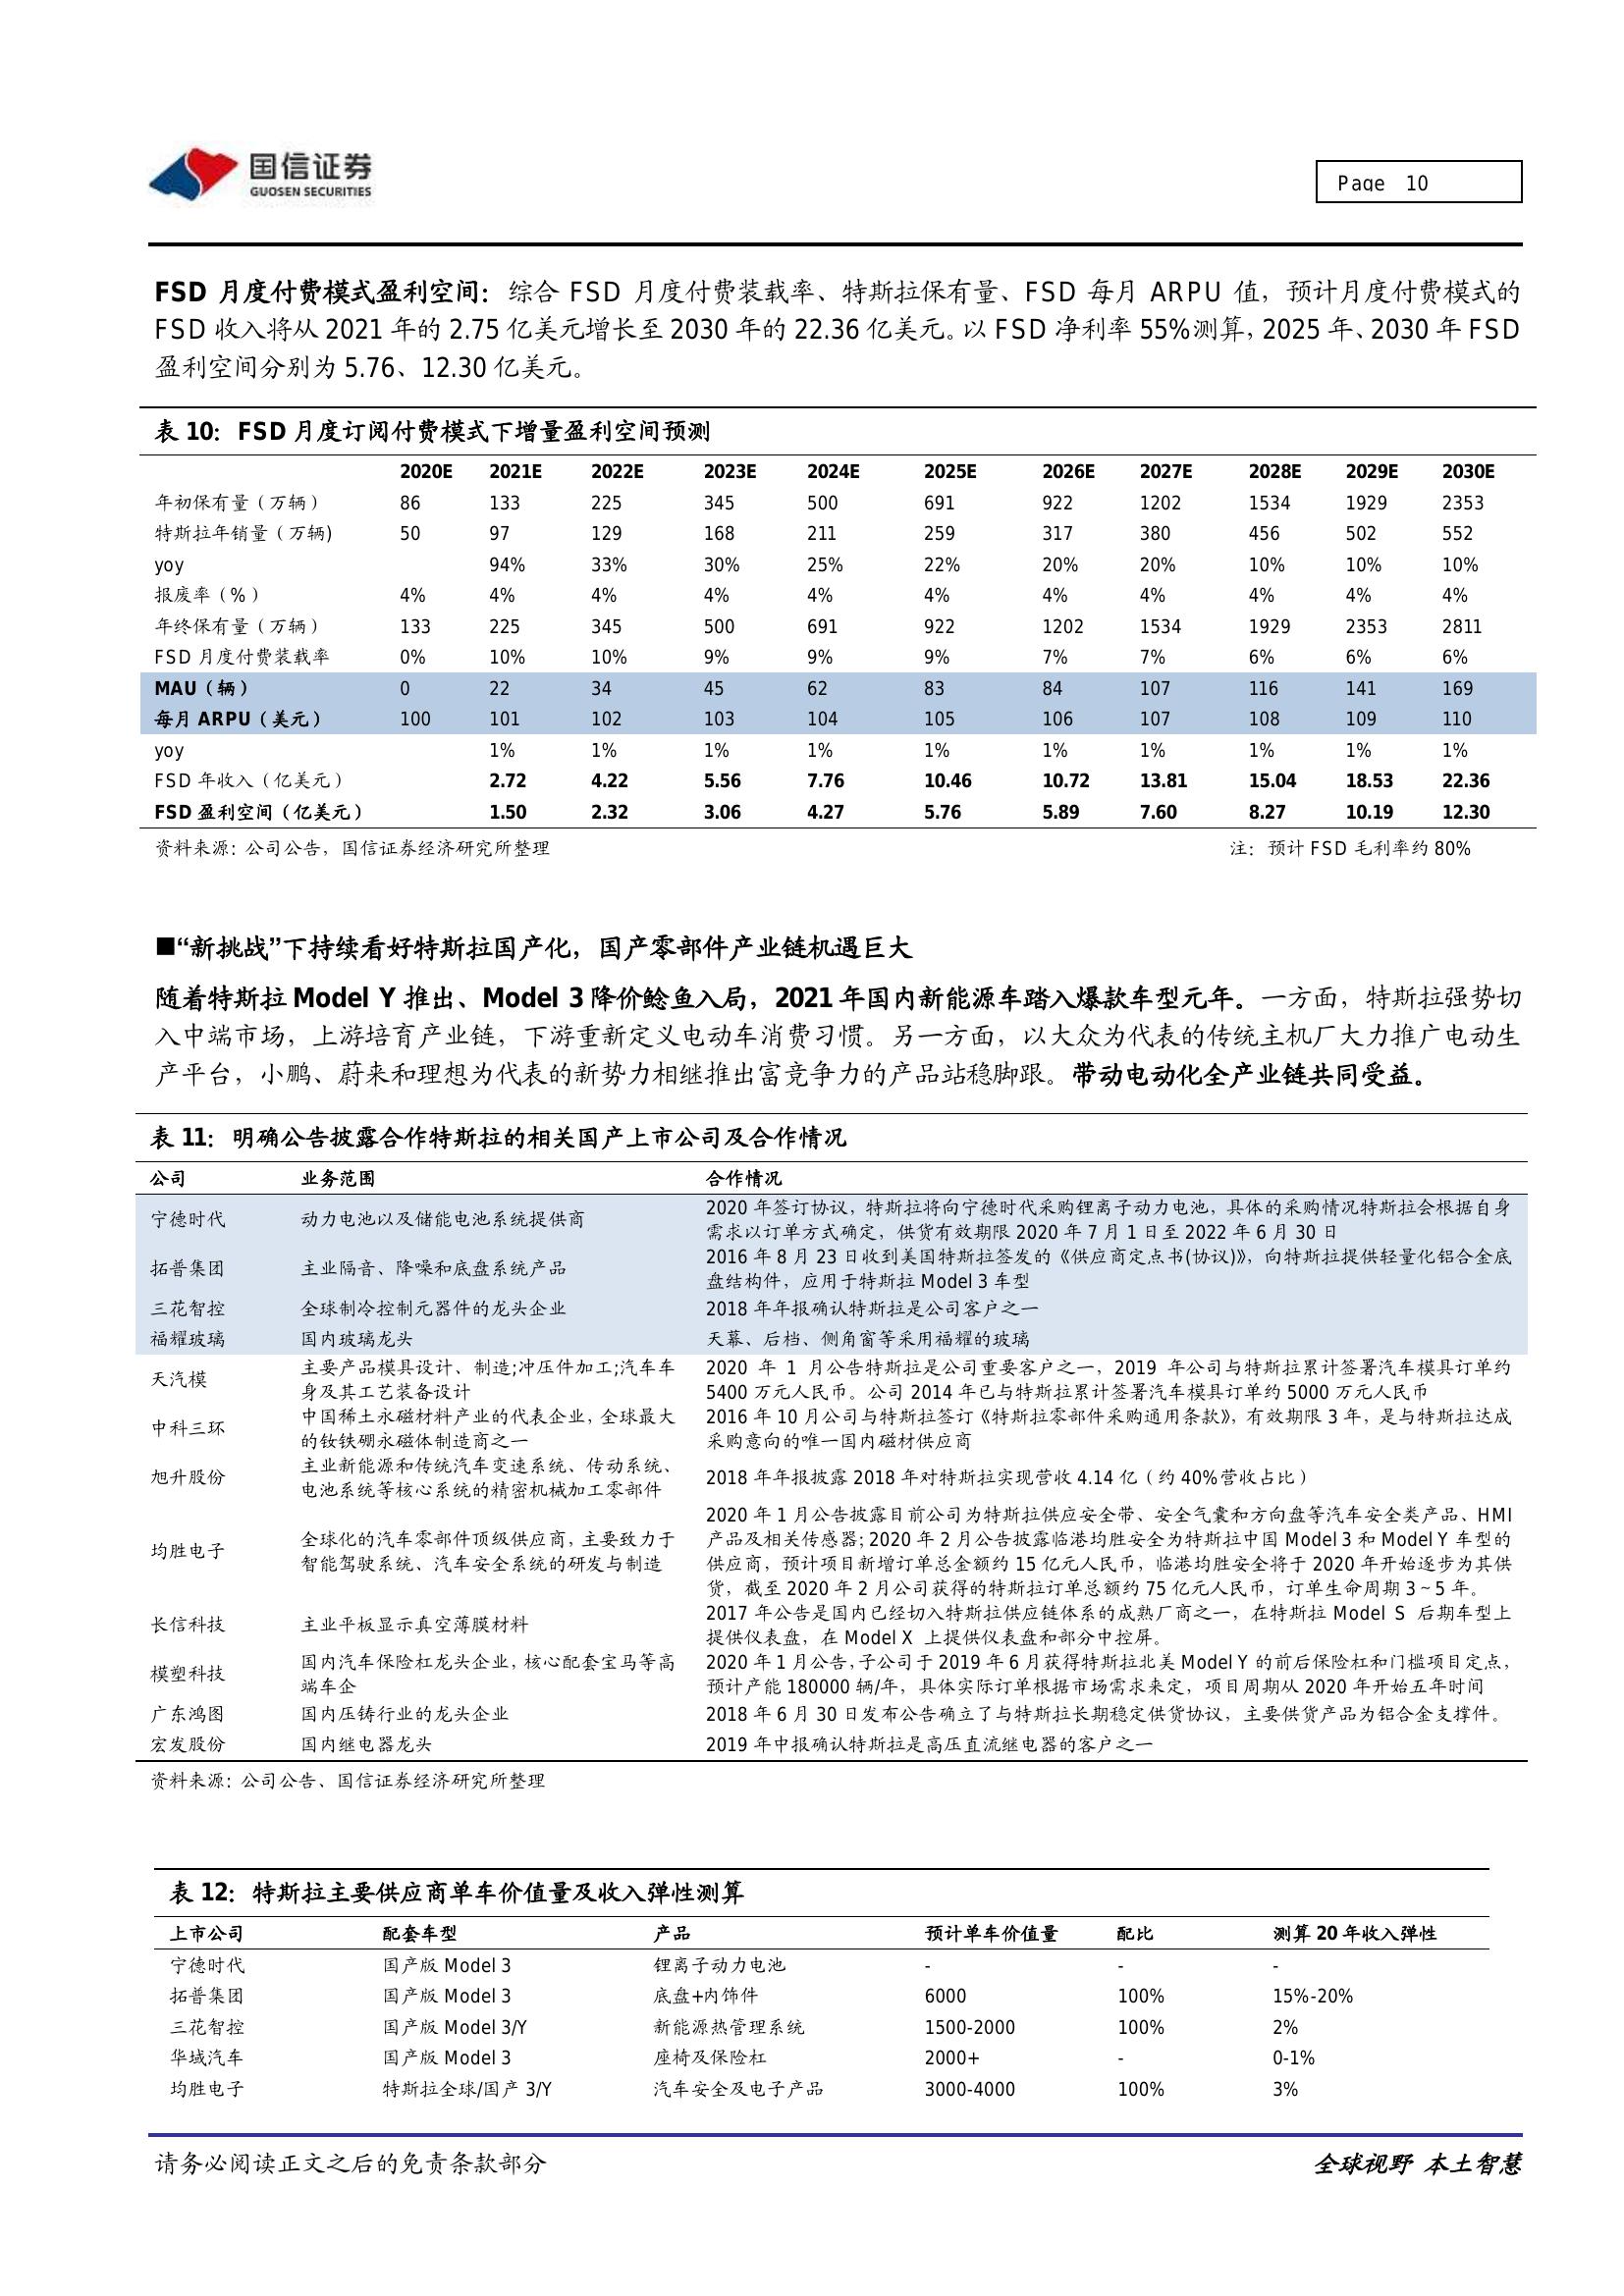 国信证券
GUOSEN SECURITIES
Page 10
FSD 月度付费模式盈利空间：综合 FSD 月度付费装载率、特斯拉保有量、FSD 每月 ARPU 值，预计月度付费模式的
FSD 收入将从 2021 年的 2.75 亿美元增长至 2030 年的 22.36 亿美元。以 FSD 净利率 55%测算，2025 年、2030 年 FSD
盈利空间分别为 5.76、12.30 亿美元。
表 10：FSD 月度订阅付费模式下增量盈利空间预测
2020E 2021E 2022E 2023E 2024E 2025E 2026E 2027E 2028E 2029E 2030E
年初保有量（万辆） 86 133 225 345 500 691 922 1202 1534 1929 2353
特斯拉年销量（万辆) 50 97 129 168 211 259 317 380 456 502 552
yoy 94% 33% 30% 25% 22% 20% 20% 10% 10% 10%
报废率（%） 4% 4% 4% 4% 4% 4% 4% 4% 4% 4% 4%
年终保有量（万辆） 133 225 345 500 691 922 1202 1534 1929 2353 2811
FSD 月度付费装载率 0% 10% 10% 9% 9% 9% 7% 7% 6% 6% 6%
MAU（辆） 0 22 34 45 62 83 84 107 116 141 169
每月 ARPU（美元） 100 101 102 103 104 105 106 107 108 109 110
yoy 1% 1% 1% 1% 1% 1% 1% 1% 1% 1%
FSD 年收入（亿美元） 2.72 4.22 5.56 7.76 10.46 10.72 13.81 15.04 18.53 22.36
FSD 盈利空间（亿美元） 1.50 2.32 3.06 4.27 5.76 5.89 7.60 8.27 10.19 12.30
资料来源：公司公告，国信证券经济研究所整理 注：预计 FSD 毛利率约 80%
■“新挑战”下持续看好特斯拉国产化，国产零部件产业链机遇巨大
随着特斯拉 Model Y 推出、Model 3 降价鲶鱼入局，2021 年国内新能源车踏入爆款车型元年。一方面，特斯拉强势切
入中端市场，上游培育产业链，下游重新定义电动车消费习惯。另一方面，以大众为代表的传统主机厂大力推广电动生
产平台，小鹏、蔚来和理想为代表的新势力相继推出富竞争力的产品站稳脚跟。带动电动化全产业链共同受益。
表 11：明确公告披露合作特斯拉的相关国产上市公司及合作情况
公司 业务范围 合作情况
宁德时代 动力电池以及储能电池系统提供商 2020 年签订协议，特斯拉将向宁德时代采购锂离子动力电池，具体的采购情况特斯拉会根据自身
需求以订单方式确定，供货有效期限 2020 年 7 月 1 日至 2022 年 6 月 30 日
拓普集团 主业隔音、降噪和底盘系统产品 2016 年 8 月 23 日收到美国特斯拉签发的《供应商定点书(协议)》，向特斯拉提供轻量化铝合金底
盘结构件，应用于特斯拉 Model 3 车型
三花智控 全球制冷控制元器件的龙头企业 2018 年年报确认特斯拉是公司客户之一
福耀玻璃 国内玻璃龙头 天幕、后档、侧角窗等采用福耀的玻璃
天汽模 主要产品模具设计、制造;冲压件加工;汽车车 2020 年 1 月公告特斯拉是公司重要客户之一，2019 年公司与特斯拉累计签署汽车模具订单约
身及其工艺装备设计 5400 万元人民币。公司 2014 年已与特斯拉累计签署汽车模具订单约 5000 万元人民币
中科三环 中国稀土永磁材料产业的代表企业，全球最大 2016 年 10 月公司与特斯拉签订《特斯拉零部件采购通用条款》，有效期限 3 年，是与特斯拉达成
的钕铁硼永磁体制造商之一 采购意向的唯一国内磁材供应商
旭升股份 主业新能源和传统汽车变速系统、传动系统、 2018 年年报披露 2018 年对特斯拉实现营收 4.14 亿（约 40%营收占比）
电池系统等核心系统的精密机械加工零部件
均胜电子 全球化的汽车零部件顶级供应商，主要致力于 2020 年 1 月公告披露目前公司为特斯拉供应安全带、安全气囊和方向盘等汽车安全类产品、HMI
智能驾驶系统、汽车安全系统的研发与制造 产品及相关传感器；2020 年 2 月公告披露临港均胜安全为特斯拉中国 Model 3 和 Model Y 车型的
供应商，预计项目新增订单总金额约 15 亿元人民币，临港均胜安全将于 2020 年开始逐步为其供
货，截至 2020 年 2 月公司获得的特斯拉订单总额约 75 亿元人民币，订单生命周期 3~5 年。
长信科技 主业平板显示真空薄膜材料 2017 年公告是国内已经切入特斯拉供应链体系的成熟厂商之一，在特斯拉 Model S 后期车型上
提供仪表盘，在 Model X 上提供仪表盘和部分中控屏。
模塑科技 国内汽车保险杠龙头企业，核心配套宝马等高 2020 年 1 月公告，子公司于 2019 年 6 月获得特斯拉北美 Model Y 的前后保险杠和门槛项目定点，
端车企 预计产能 180000 辆/年，具体实际订单根据市场需求来定，项目周期从 2020 年开始五年时间
广东鸿图 国内压铸行业的龙头企业 2018 年 6 月 30 日发布公告确立了与特斯拉长期稳定供货协议，主要供货产品为铝合金支撑件。
宏发股份 国内继电器龙头 2019 年中报确认特斯拉是高压直流继电器的客户之一
资料来源：公司公告、国信证券经济研究所整理
表 12：特斯拉主要供应商单车价值量及收入弹性测算
上市公司 配套车型 产品 预计单车价值量 配比 测算 20 年收入弹性
宁德时代 国产版 Model 3 锂离子动力电池 - - -
拓普集团 国产版 Model 3 底盘+内饰件 6000 100% 15%-20%
三花智控 国产版 Model 3/Y 新能源热管理系统 1500-2000 100% 2%
华域汽车 国产版 Model 3 座椅及保险杠 2000+ - 0-1%
均胜电子 特斯拉全球/国产 3/Y 汽车安全及电子产品 3000-4000 100% 3%
请务必阅读正文之后的免责条款部分 全球视野 本土智慧